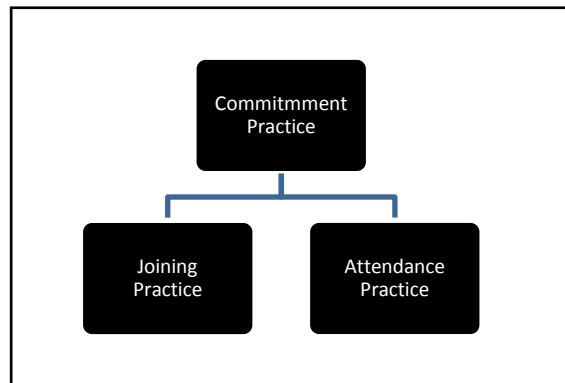 Commitmment
Practice
Joining
Practice
Attendance
Practice